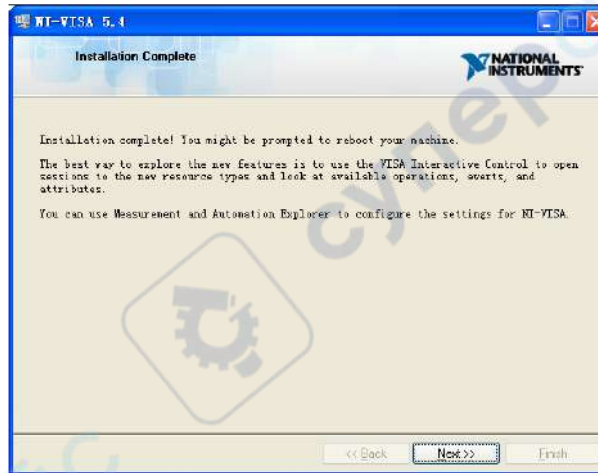 NI-VISA 5.4
Installation Complete
NATIONAL
INSTRUMENTS
Installation complete! You might be prompted to reboot your machine.
The best way to explore the new features is to use the VISA Interactive Control to open
sessions to the new resource types and look at available operations, events, and
attributes.
You can use Measurement and Automation Explorer to configure the settings for NI-VISA.
супер
<< Back
Next >>
Finish